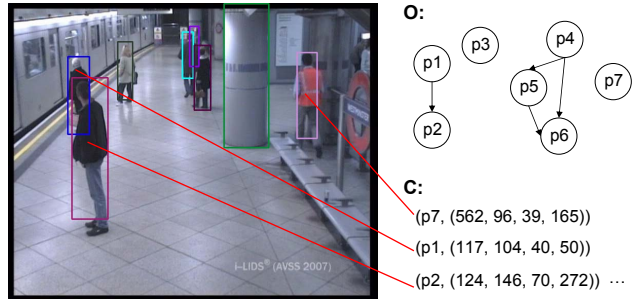 O:
p1
p3
p4
p5
p7
p2
p6
C:
(p7, (562, 96, 39, 165))
(p1, (117, 104, 40, 50))
(p2, (124, 146, 70, 272)) ...
i-LIDS® (AVSS 2007)